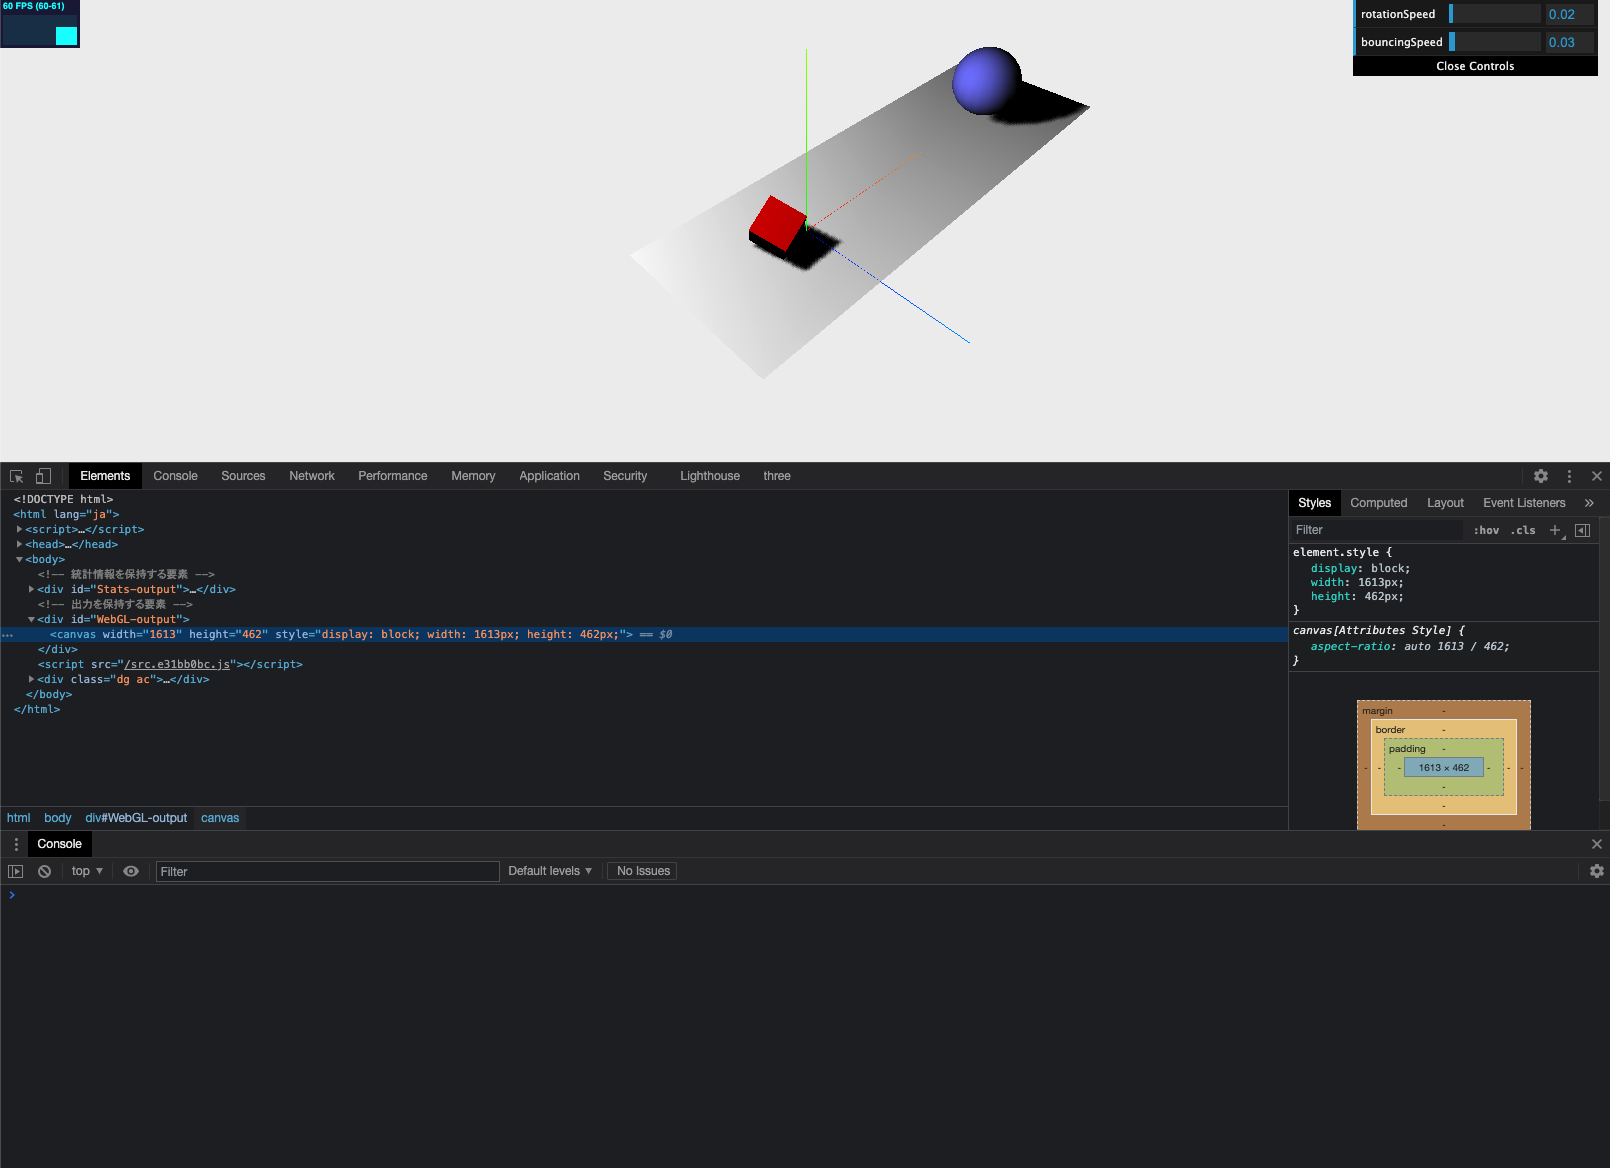 60 FPS (60-61)
rotationSpeed 0.02
bouncingSpeed 0.03
Close Controls
Elements Console Sources Network Performance Memory Application Security Lighthouse three
<!DOCTYPE html>
<html lang="ja">
<script>…</script>
<head>…</head>
<body>
<!-- 統計情報を保持する要素 -->
<div id="Stats-output">…</div>
<!-- 出力を保持する要素 -->
<div id="WebGL-output">
… <canvas width="1613" height="462" style="display: block; width: 1613px; height: 462px;"> == $0
</div>
<script src="/src.e31bb0bc.js"></script>
<div class="dg ac">…</div>
</body>
</html>
html body div#WebGL-output canvas
Styles Computed Layout Event Listeners »
Filter :hov .cls +
element.style {
display: block;
width: 1613px;
height: 462px;
}
canvas[Attributes Style] {
aspect-ratio: auto 1613 / 462;
}
margin -
border -
padding -
- - - 1613 × 462 - - -
-
-
-
Console
top ▼ Filter Default levels ▼ No Issues
>